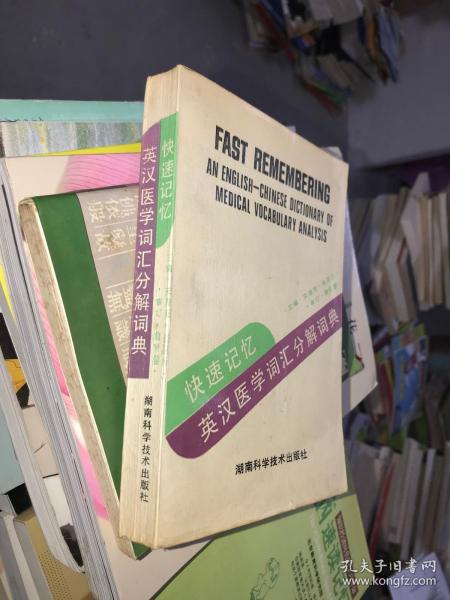 FAST REMEMBERING
AN ENGLISH-CHINESE DICTIONARY OF
MEDICAL VOCABULARY ANALYSIS
快速记忆
英汉医学词汇分解词典
湖南科学技术出版社
快速记忆
英汉医学词汇分解词典
湖南科学技术出版社
孔夫子旧书网
www.kongfz.com